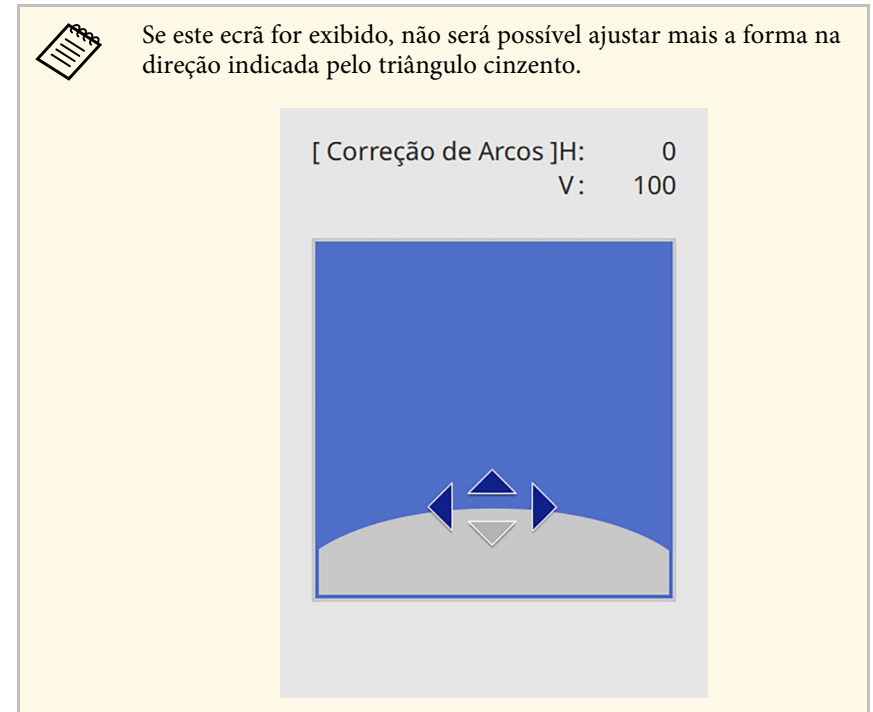 Se este ecrã for exibido, não será possível ajustar mais a forma na
direção indicada pelo triângulo cinzento.
[ Correção de Arcos ]H: 0
V: 100